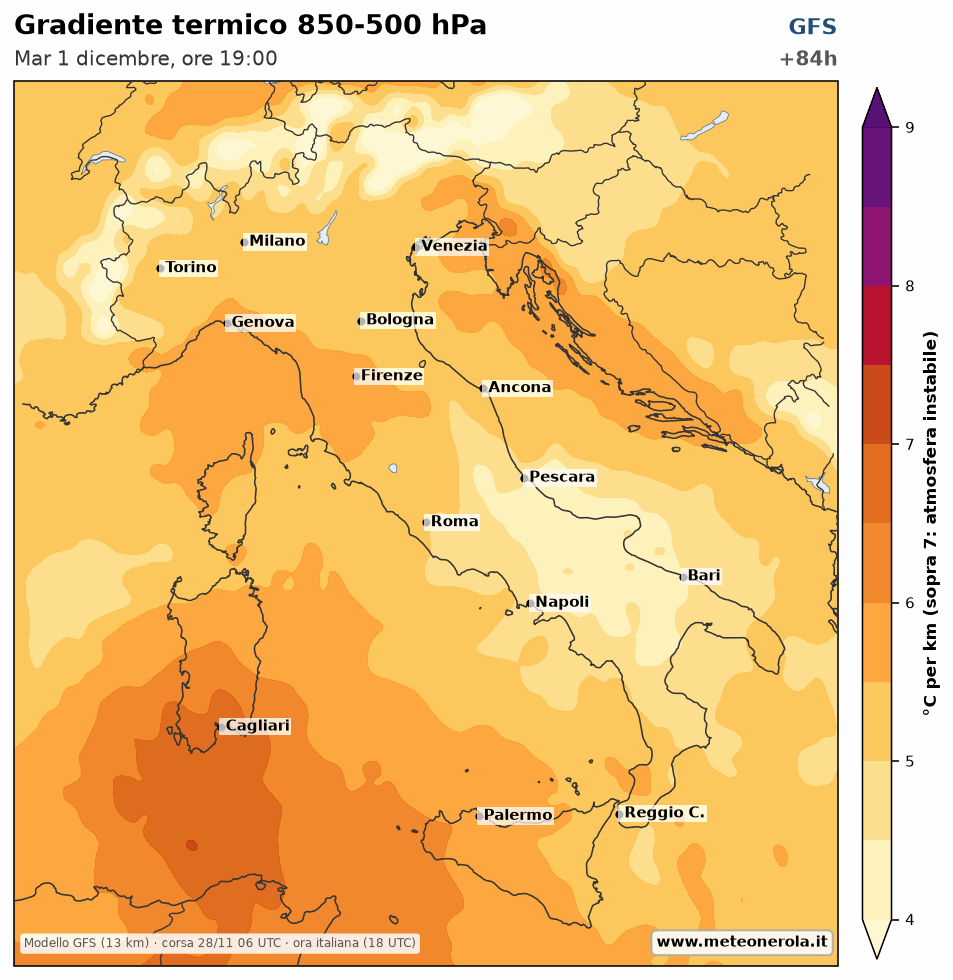 Gradiente termico 850-500 hPa
GFS
Mar 1 dicembre, ore 19:00
+84h
Milano
Venezia
Torino
Genova
Bologna
Firenze
Ancona
Pescara
Roma
Bari
Napoli
Cagliari
Palermo
Reggio C.
9
8
7
6
5
4
°C per km (sopra 7: atmosfera instabile)
Modello GFS (13 km) · corsa 28/11 06 UTC · ora italiana (18 UTC)
www.meteonerola.it